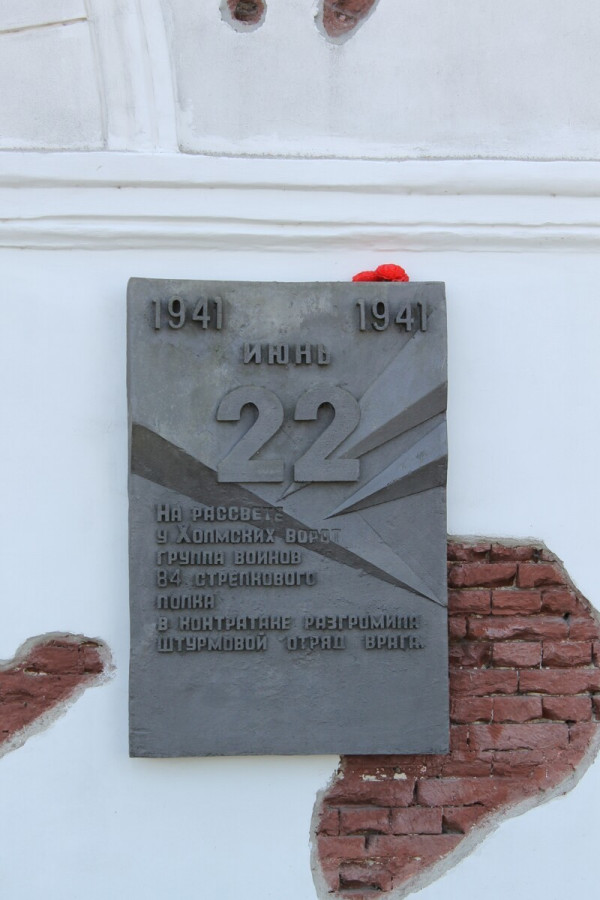 1941 1941
ИЮНЬ
22
НА РАССВЕТЕ
У ХОЛМСКИХ ВОРОТ
ГРУППА ВОИНОВ
84 СТРЕЛКОВОГО
ПОЛКА
В КОНТРАТАКЕ РАЗГРОМИЛА
ШТУРМОВОЙ ОТРЯД ВРАГА.